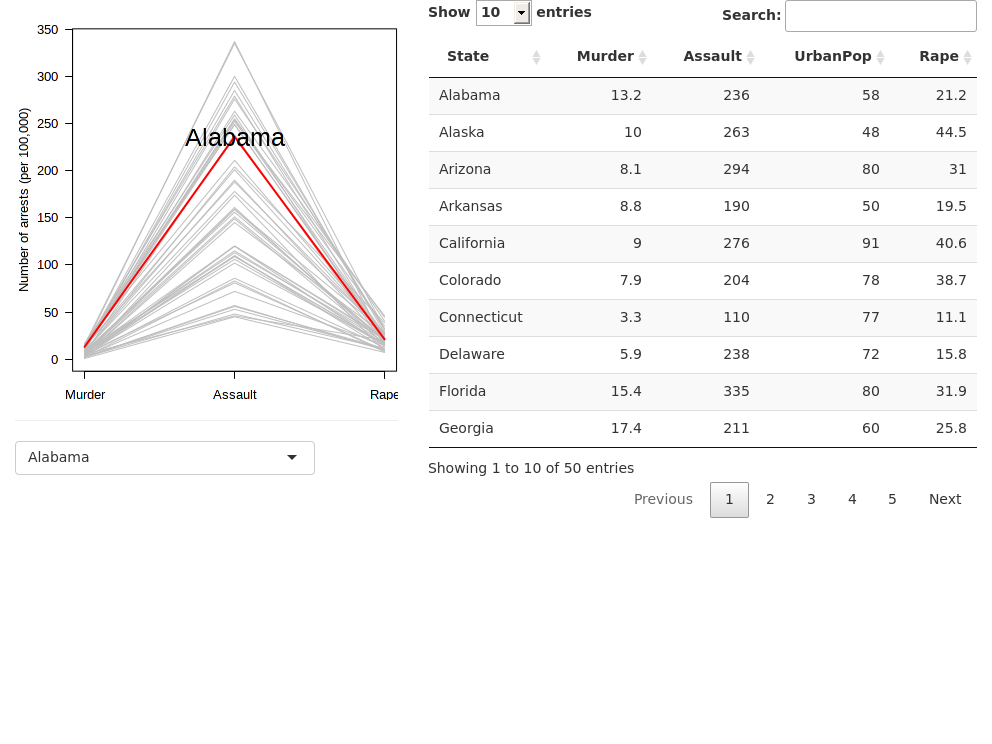 350
300
250
200
150
100
50
0
Number of arrests (per 100,000)
Alabama
Murder Assault Rape
Alabama
Show 10 entries Search:
State Murder Assault UrbanPop Rape
Alabama 13.2 236 58 21.2
Alaska 10 263 48 44.5
Arizona 8.1 294 80 31
Arkansas 8.8 190 50 19.5
California 9 276 91 40.6
Colorado 7.9 204 78 38.7
Connecticut 3.3 110 77 11.1
Delaware 5.9 238 72 15.8
Florida 15.4 335 80 31.9
Georgia 17.4 211 60 25.8
Showing 1 to 10 of 50 entries
Previous 1 2 3 4 5 Next